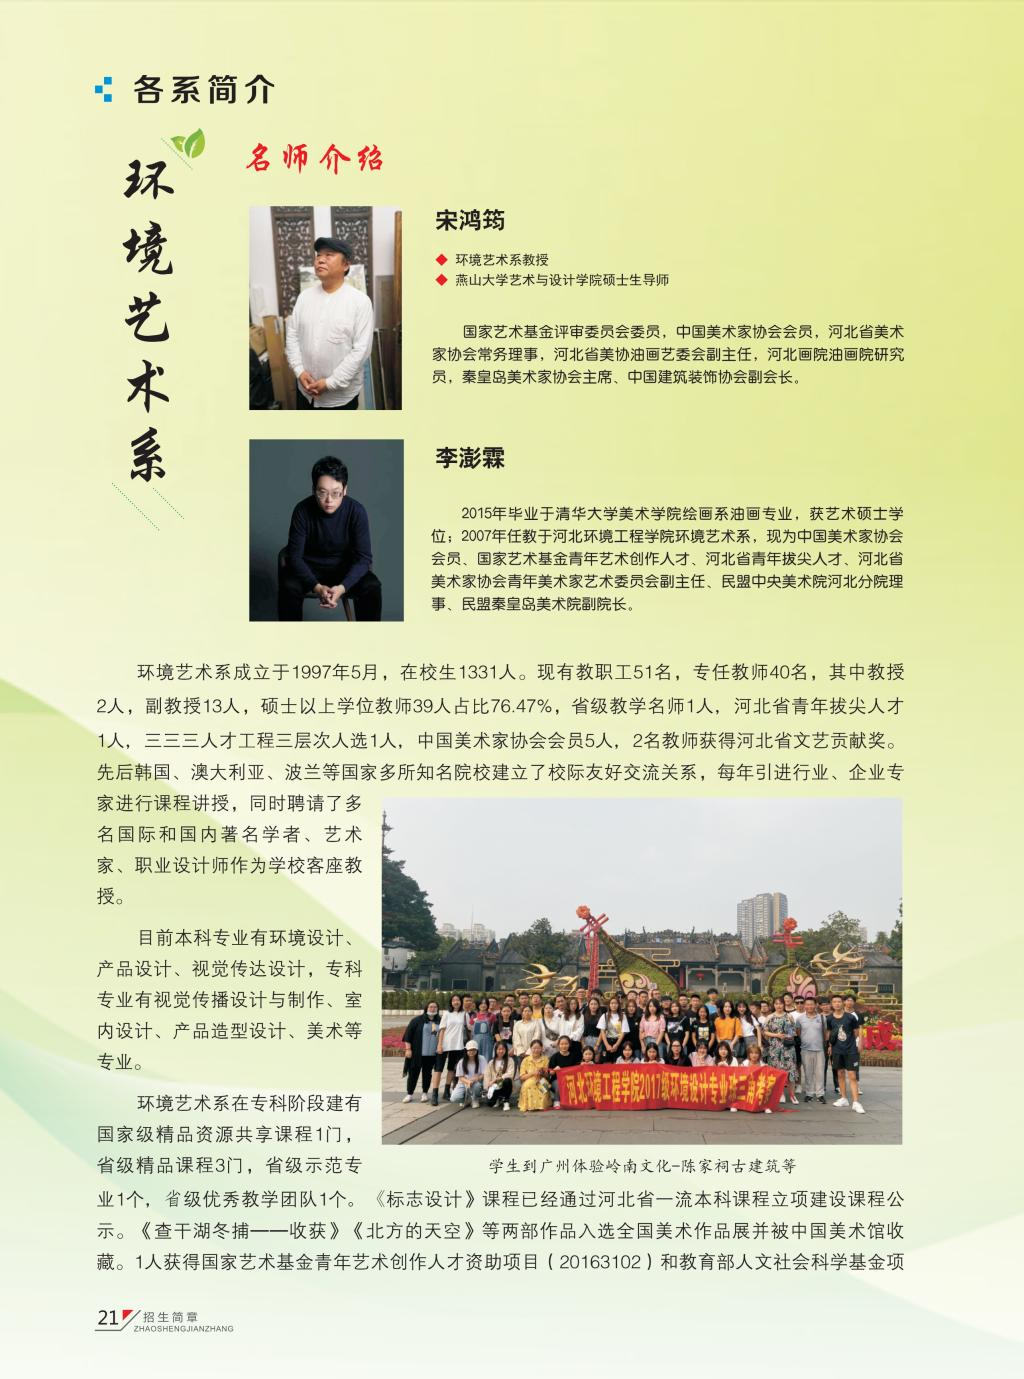 各系简介
环境艺术系
名师介绍
宋鸿筠
◆ 环境艺术系教授
◆ 燕山大学艺术与设计学院硕士生导师
国家艺术基金评审委员会委员，中国美术家协会会员，河北省美术
家协会常务理事，河北省美协油画艺委会副主任，河北画院油画院研究
员，秦皇岛美术家协会主席、中国建筑装饰协会副会长。
李澎霖
2015年毕业于清华大学美术学院绘画系油画专业，获艺术硕士学
位；2007年任教于河北环境工程学院环境艺术系，现为中国美术家协会
会员、国家艺术基金青年艺术创作人才、河北省青年拔尖人才、河北省
美术家协会青年美术家艺术委员会副主任、民盟中央美术院河北分院理
事、民盟秦皇岛美术院副院长。
环境艺术系成立于1997年5月，在校生1331人。现有教职工51名，专任教师40名，其中教授
2人，副教授13人，硕士以上学位教师39人占比76.47%，省级教学名师1人，河北省青年拔尖人才
1人，三三三人才工程三层次人选1人，中国美术家协会会员5人，2名教师获得河北省文艺贡献奖。
先后韩国、澳大利亚、波兰等国家多所知名院校建立了校际友好交流关系，每年引进行业、企业专
家进行课程讲授，同时聘请了多
名国际和国内著名学者、艺术
家、职业设计师作为学校客座教
授。
目前本科专业有环境设计、
产品设计、视觉传达设计，专科
专业有视觉传播设计与制作、室
内设计、产品造型设计、美术等
专业。
环境艺术系在专科阶段建有
国家级精品资源共享课程1门，
省级精品课程3门，省级示范专
河北环境工程学院2017级环境设计专业珠三角考察
学生到广州体验岭南文化-陈家祠古建筑等
业1个，省级优秀教学团队1个。《标志设计》课程已经通过河北省一流本科课程立项建设课程公
示。《查干湖冬捕——收获》《北方的天空》等两部作品入选全国美术作品展并被中国美术馆收
藏。1人获得国家艺术基金青年艺术创作人才资助项目（20163102）和教育部人文社会科学基金项
21 招生简章
ZHAOSHENGJIANZHANG